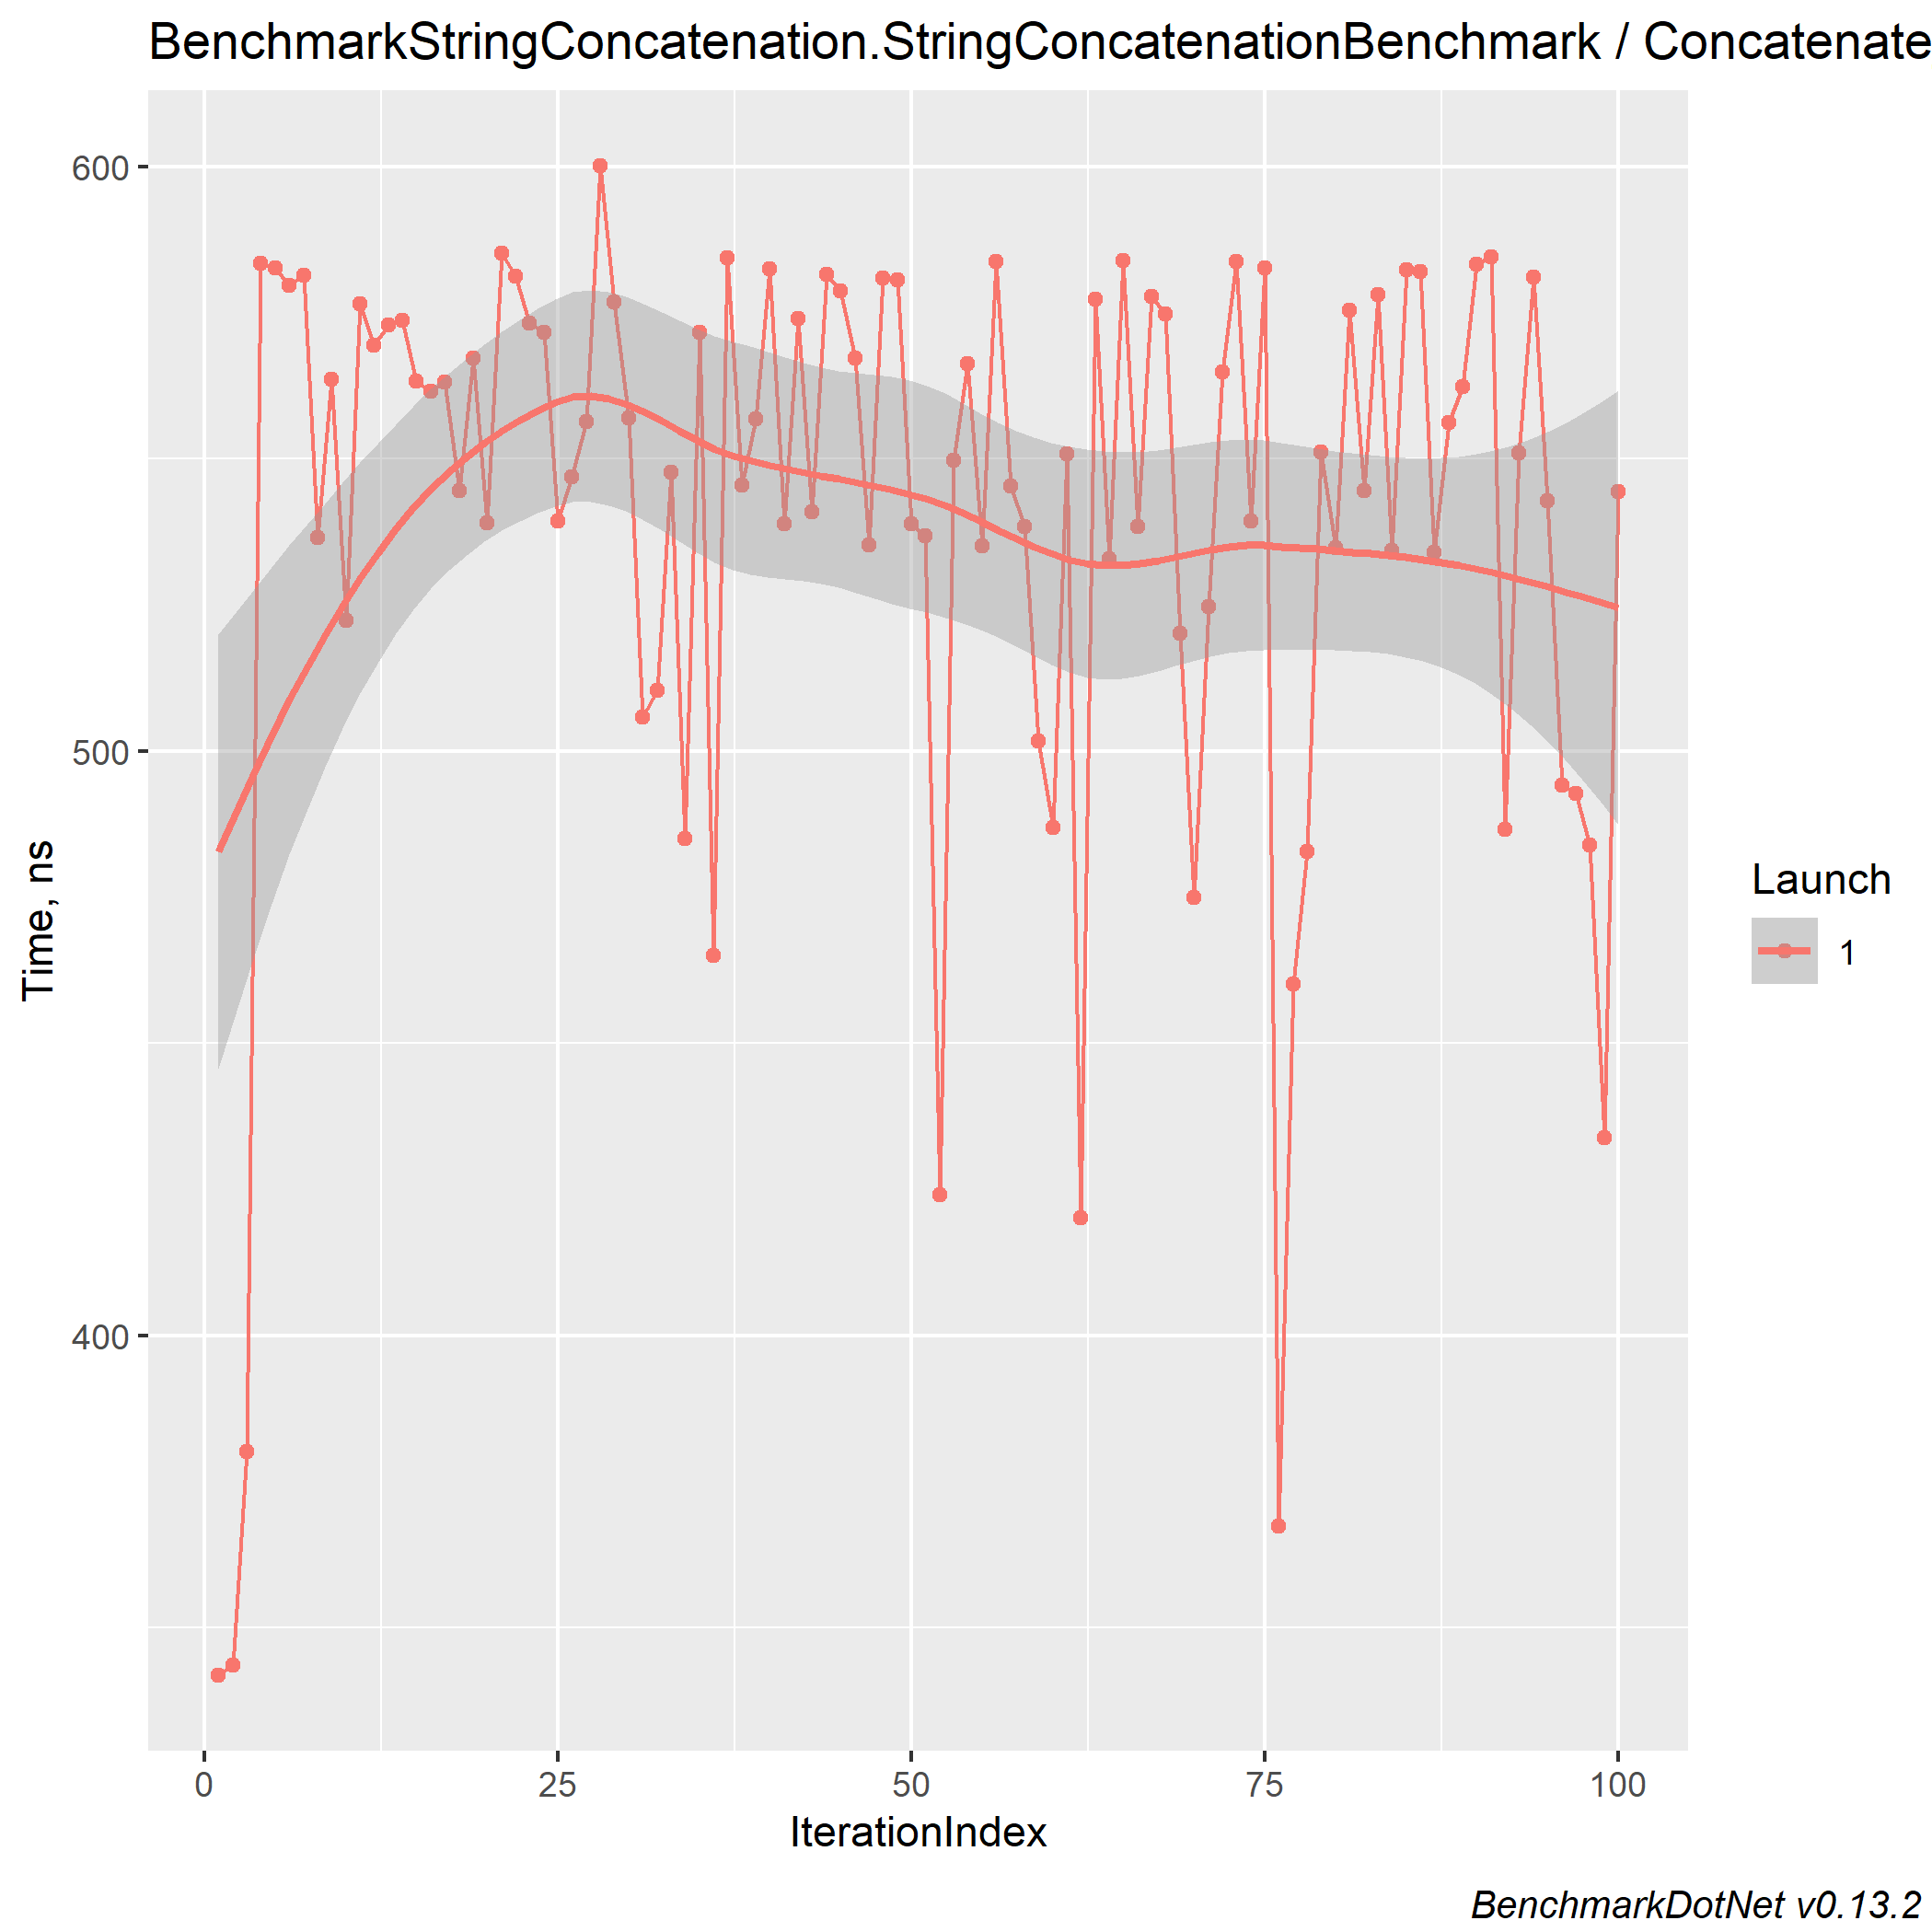 BenchmarkStringConcatenation.StringConcatenationBenchmark / Concatenate
600
500
400
Time, ns
0 25 50 75 100
IterationIndex
Launch
1
BenchmarkDotNet v0.13.2